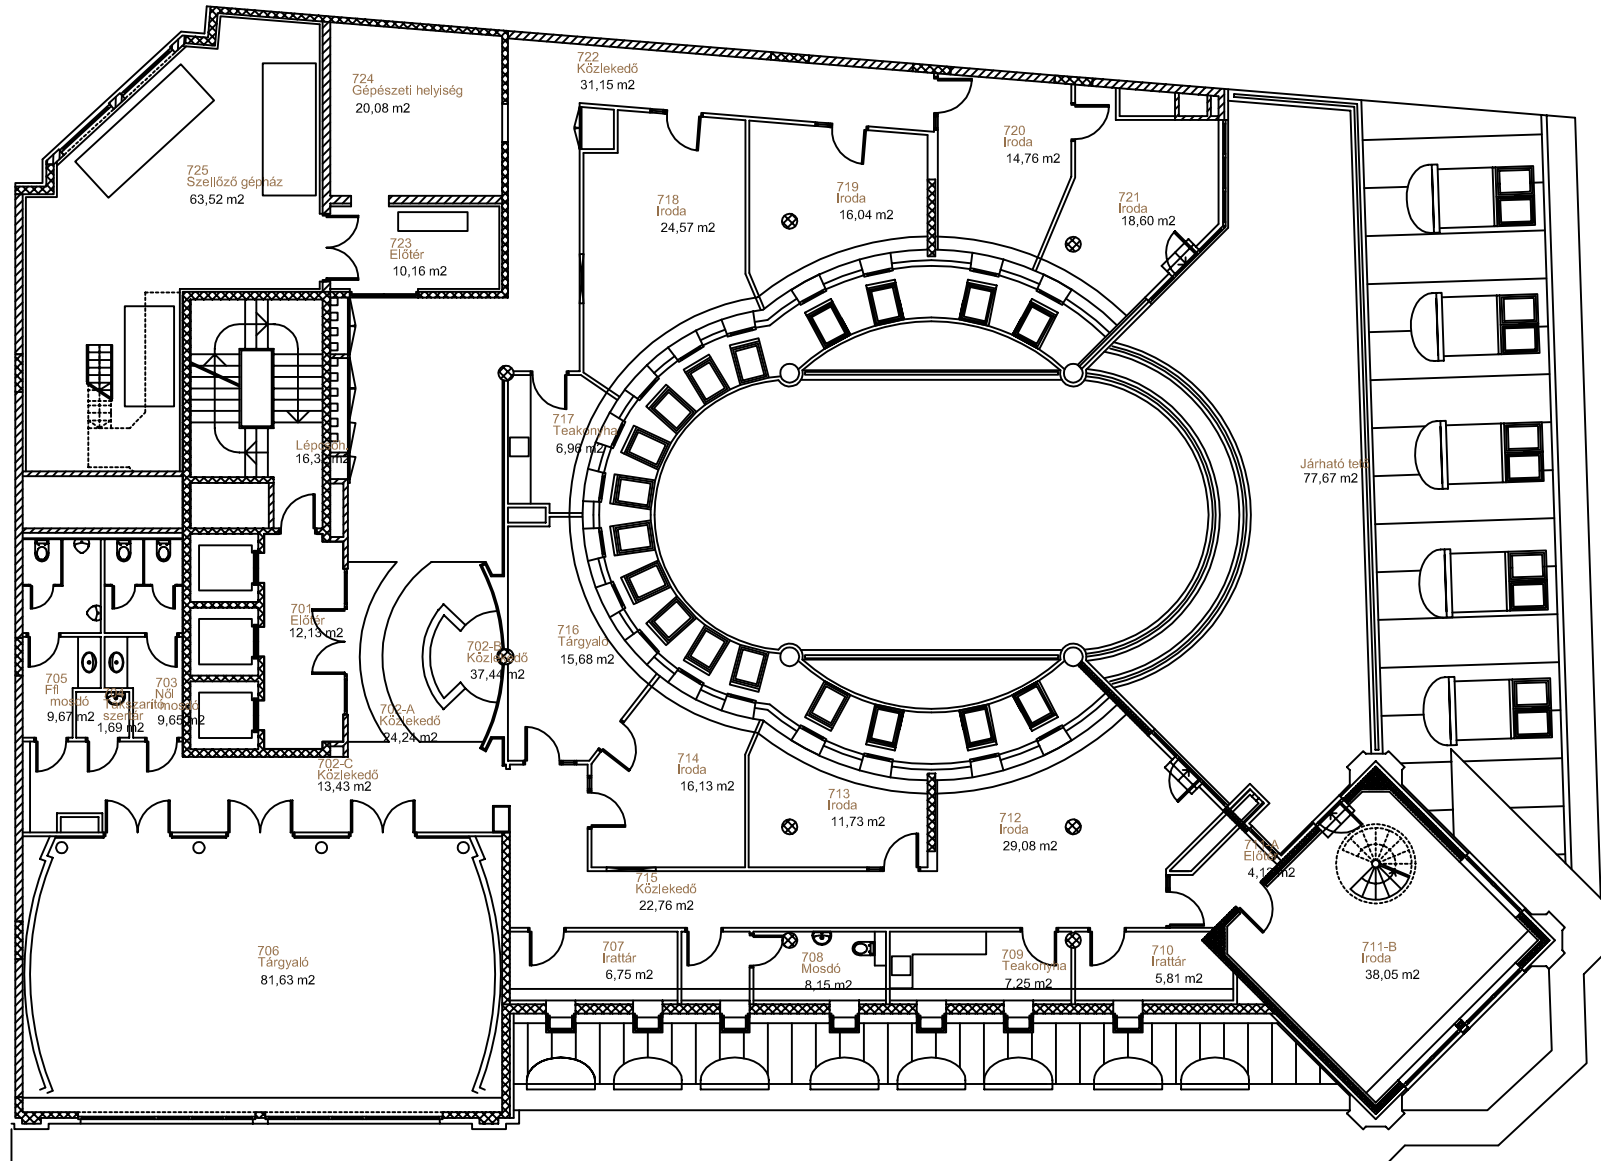 722
Közlekedő
31,15 m2
724
Gépészeti helyiség
20,08 m2
720
Iroda
14,76 m2
725
Szellőző gépház
63,52 m2
718
Iroda
24,57 m2
719
Iroda
16,04 m2
721
Iroda
18,60 m2
723
Előtér
10,16 m2
717
Teakonyha
6,96 m2
Lépcsőh.
Járható tető
77,67 m2
701
Előtér
12,13 m2
716
Tárgyaló
15,68 m2
702-B
Közlekedő
37,44 m2
705
Ffi
mosdó
9,67 m2
szertár
1,69 m2
703
Női
mosdó
9,65 m2
702-A
Közlekedő
24,24 m2
702-C
Közlekedő
13,43 m2
714
Iroda
16,13 m2
713
Iroda
11,73 m2
712
Iroda
29,08 m2
711-A
Előtér
715
Közlekedő
22,76 m2
706
Tárgyaló
81,63 m2
707
Irattár
6,75 m2
708
Mosdó
8,15 m2
709
Teakonyha
7,25 m2
710
Irattár
5,81 m2
711-B
Iroda
38,05 m2